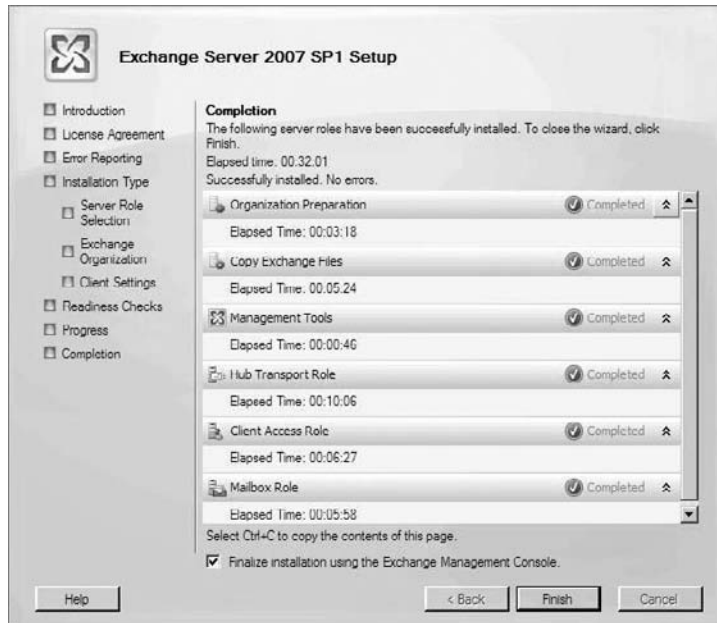 Exchange Server 2007 SP1 Setup
Introduction
License Agreement
Error Reporting
Installation Type
Server Role
Selection
Exchange
Organization
Client Settings
Readiness Checks
Progress
Completion
Completion
The following server roles have been successfully installed. To close the wizard, click
Finish.
Elapsed time: 00:32:01
Successfully installed. No errors.
Organization Preparation Completed
Elapsed Time: 00:03:18
Copy Exchange Files Completed
Elapsed Time: 00:05:24
Management Tools Completed
Elapsed Time: 00:00:46
Hub Transport Role Completed
Elapsed Time: 00:10:06
Client Access Role Completed
Elapsed Time: 00:06:27
Mailbox Role Completed
Elapsed Time: 00:05:58
Select Ctrl+C to copy the contents of this page.
Finalize installation using the Exchange Management Console.
Help < Back Finish Cancel